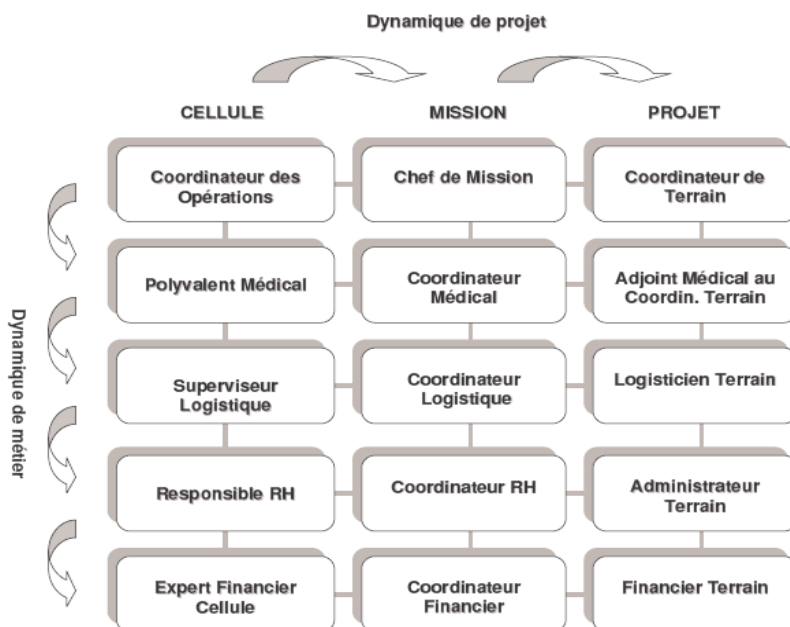 Dynamique de projet
CELLULE
MISSION
PROJET
Coordinateur des
Opérations
Chef de Mission
Coordinateur de
Terrain
Polyvalent Médical
Coordinateur
Médical
Adjoint Médical au
Coordin. Terrain
Superviseur
Logistique
Coordinateur
Logistique
Logisticien Terrain
Responsible RH
Coordinateur RH
Administrateur
Terrain
Expert Financier
Cellule
Coordinateur
Financier
Financier Terrain
Dynamique de métier